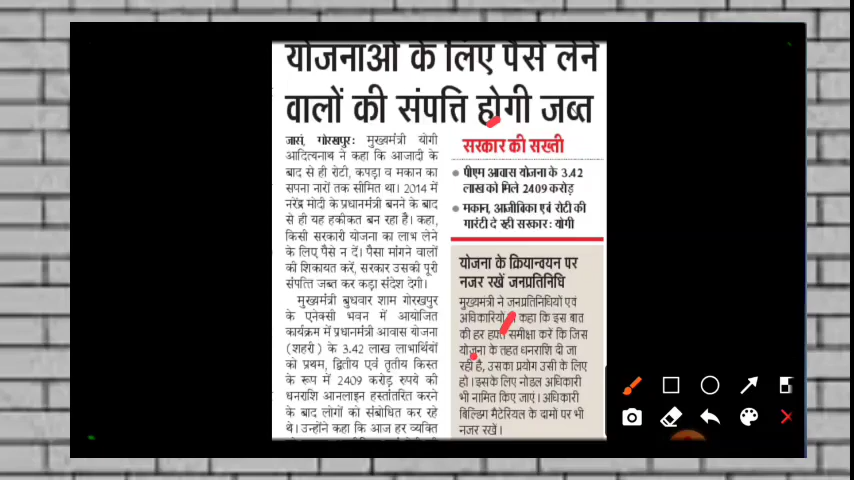 योजनाओं के लिए पैसे लेने
वालों की संपत्ति होगी जब्त
जासं, गोरखपुर: मुख्यमंत्री योगी
आदित्यनाथ ने कहा कि आजादी के
बाद से ही रोटी, कपड़ा व मकान का
सपना नारों तक सीमित था। 2014 में
नरेंद्र मोदी के प्रधानमंत्री बनने के बाद
से ही यह हकीकत बन रहा है। कहा,
किसी सरकारी योजना का लाभ लेने
के लिए पैसे न दें। पैसा मांगने वालों
की शिकायत करें, सरकार उसकी पूरी
संपत्ति जब्त कर कड़ा संदेश देगी।
मुख्यमंत्री बुधवार शाम गोरखपुर
के एनेक्सी भवन में आयोजित
कार्यक्रम में प्रधानमंत्री आवास योजना
(शहरी) के 3.42 लाख लाभार्थियों
को प्रथम, द्वितीय एवं तृतीय किस्त
के रूप में 2409 करोड़ रुपये की
धनराशि आनलाइन हस्तांतरित करने
के बाद लोगों को संबोधित कर रहे
थे। उन्होंने कहा कि आज हर व्यक्ति
सरकार की सख्ती
पीएम आवास योजना के 3.42
लाख को मिले 2409 करोड़
मकान, आजीविका एवं रोटी की
गारंटी दे रही सरकार: योगी
योजना के क्रियान्वयन पर
नजर रखें जनप्रतिनिधि
मुख्यमंत्री ने जनप्रतिनिधियों एवं
अधिकारियों कहा कि इस बात
की हर हफ्ते समीक्षा करें कि जिस
योजना के तहत धनराशि दी जा
रही है, उसका प्रयोग उसी के लिए
हो। इसके लिए नोडल अधिकारी
भी नामित किए जाएं। अधिकारी
बिल्डिंग मैटेरियल के दामों पर भी
नजर रखें।